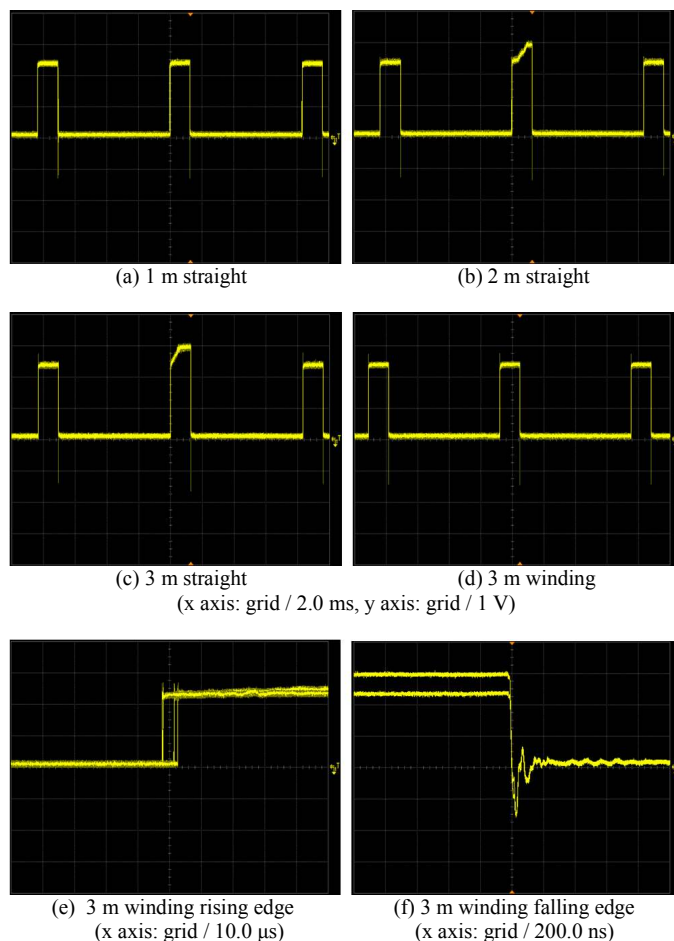 (a) 1 m straight
(b) 2 m straight
(c) 3 m straight
(d) 3 m winding
(x axis: grid / 2.0 ms, y axis: grid / 1 V)
(e) 3 m winding rising edge
(x axis: grid / 10.0 μs)
(f) 3 m winding falling edge
(x axis: grid / 200.0 ns)